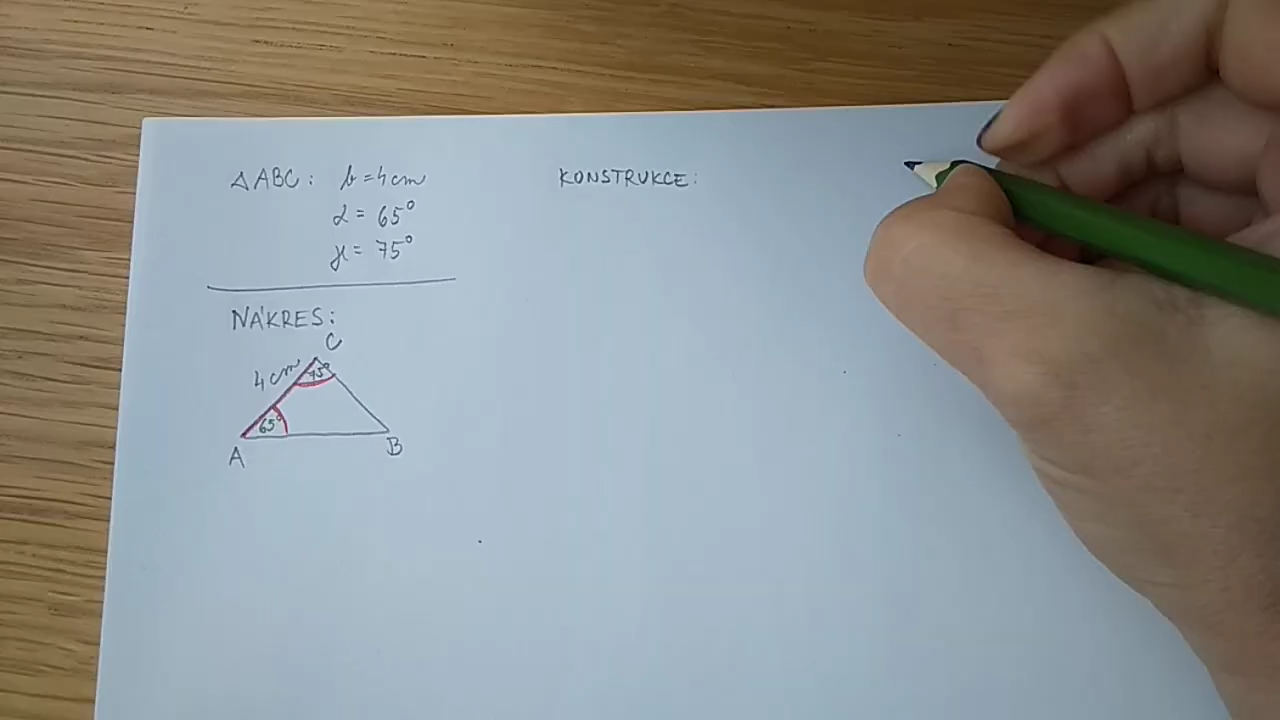 △ABC: b = 4 cm
α = 65°
γ = 75°
KONSTRUKCE:
NÁKRES:
C
4 cm
75°
65°
A
B